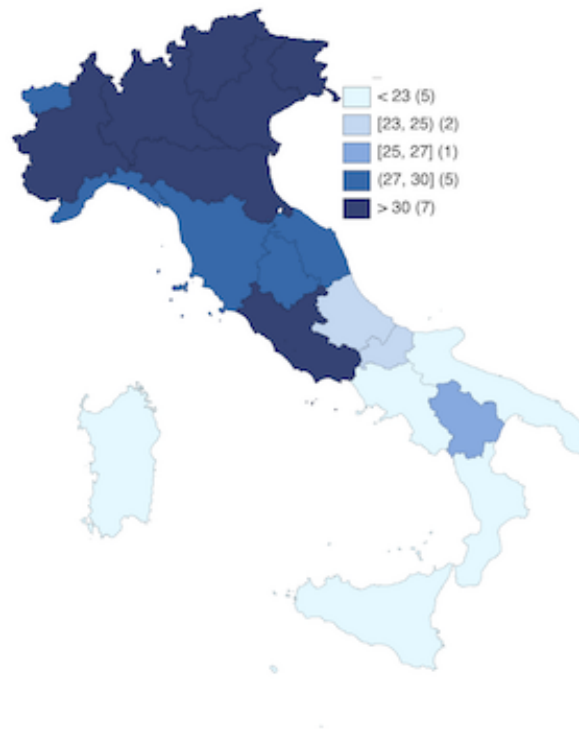 < 23 (5)
[23, 25) (2)
[25, 27] (1)
(27, 30] (5)
> 30 (7)